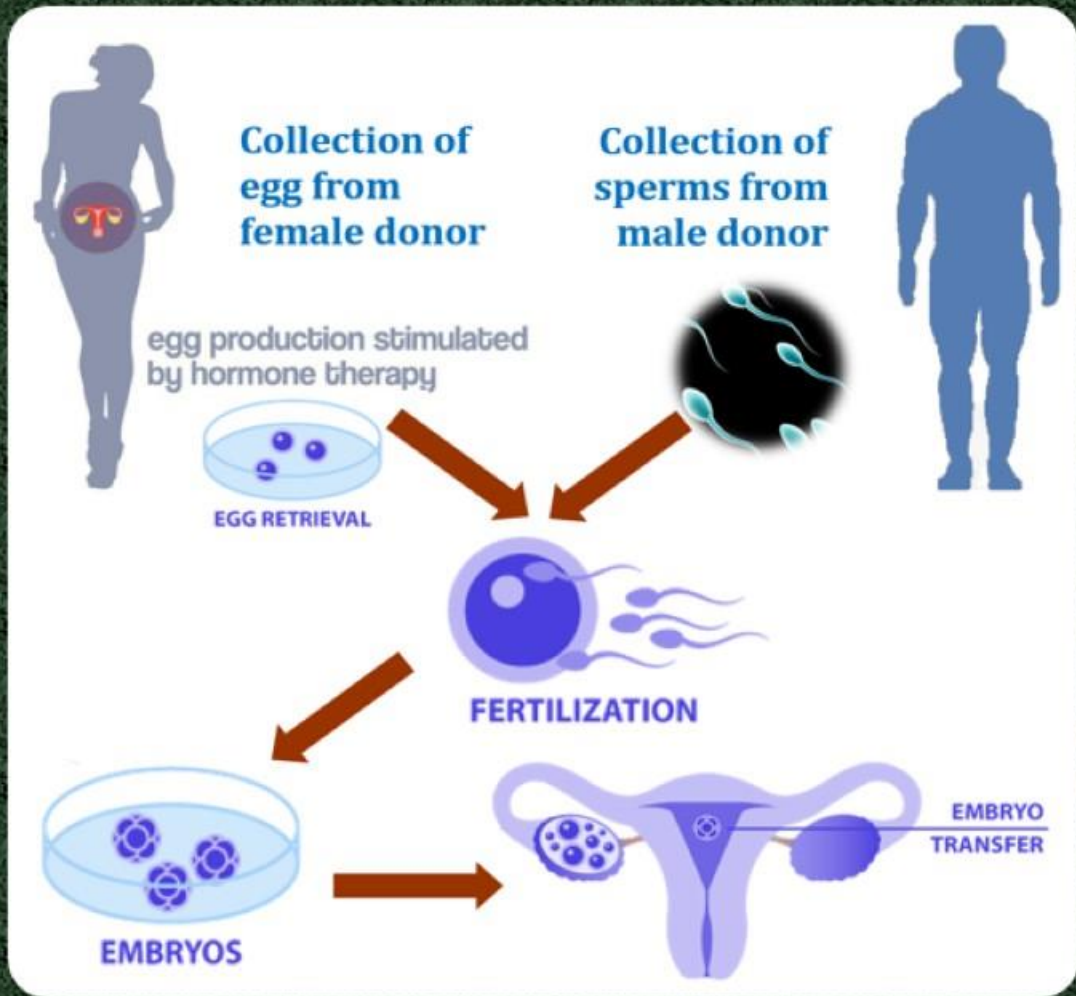 Collection of
egg from
female donor
Collection of
sperms from
male donor
egg production stimulated
by hormone therapy
EGG RETRIEVAL
FERTILIZATION
EMBRYO
TRANSFER
EMBRYOS